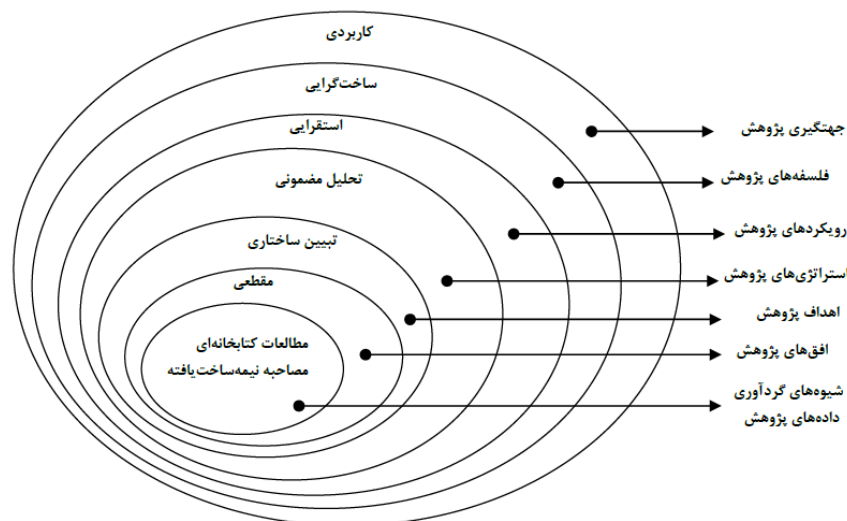 کاربردی
ساخت‌گرایی
استقرایی
تحلیل مضمونی
تبیین ساختاری
مقطعی
مطالعات کتابخانه‌ای
مصاحبه نیمه‌ساخت‌یافته
جهتگیری پژوهش
فلسفه‌های پژوهش
رویکردهای پژوهش
استراتژی‌های پژوهش
اهداف پژوهش
افق‌های پژوهش
شیوه‌های گردآوری
داده‌های پژوهش